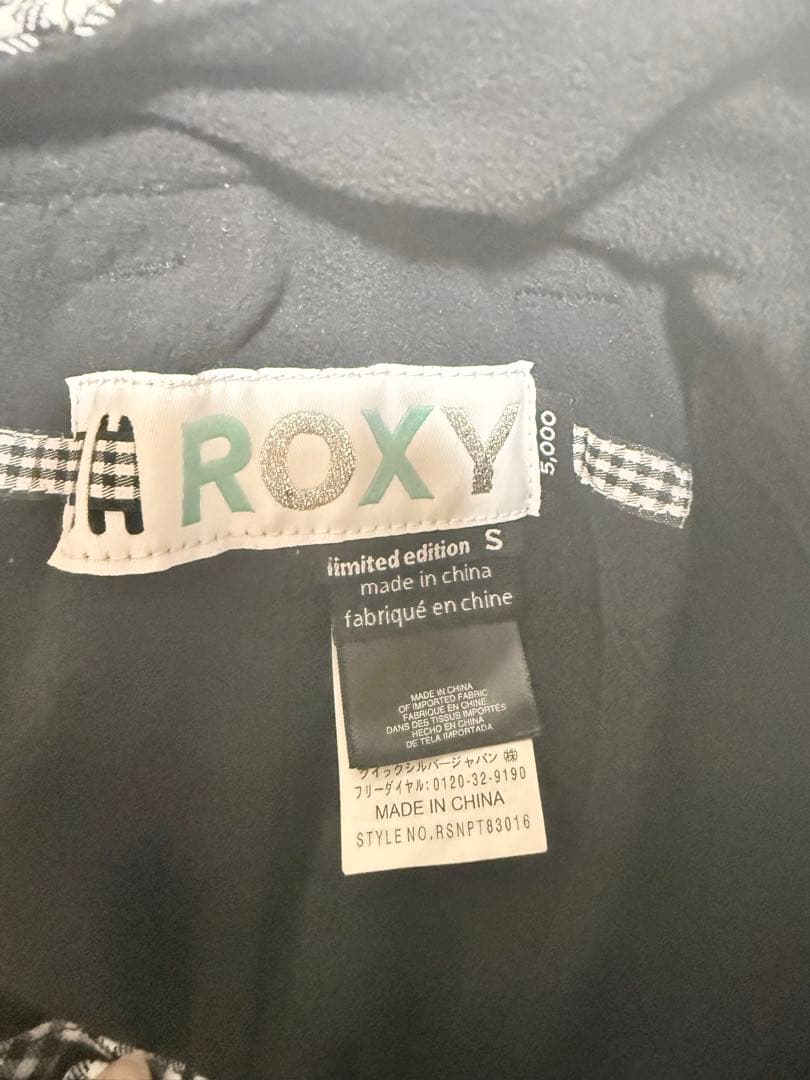 ROXY
5,000
limited edition S
made in china
fabriqué en chine
MADE IN CHINA
OF IMPORTED FABRIC
FABRIQUE EN CHINE
DANS DES TISSUS IMPORTÉS
HECHO EN CHINA
DE TELA IMPORTADA
クイックシルバージャパン㈱
フリーダイヤル:0120-32-9190
MADE IN CHINA
STYLE NO.RSNPT83016